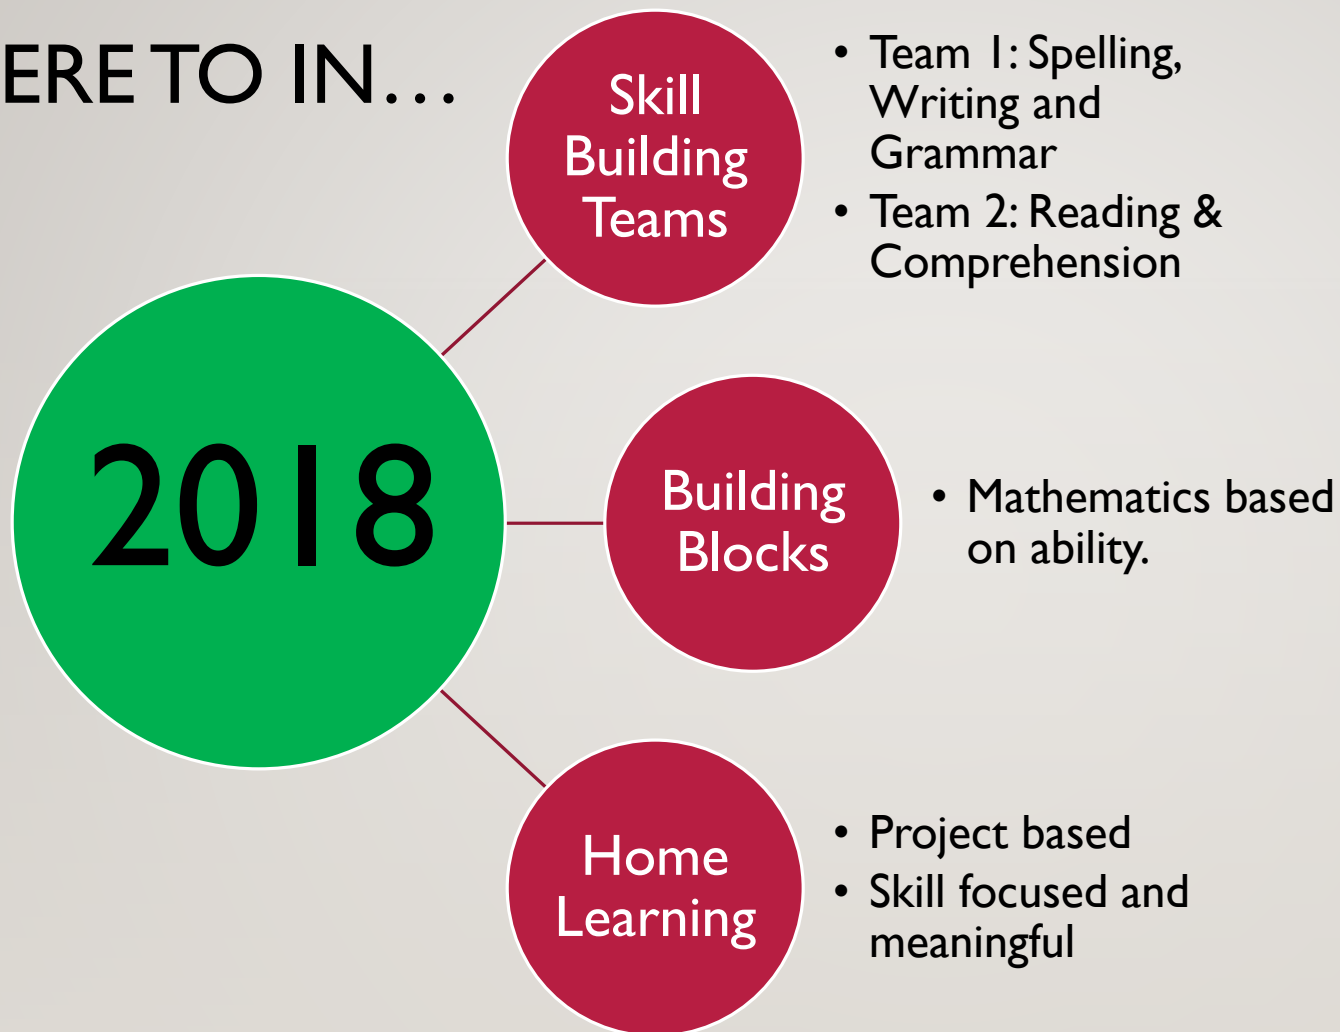 ERE TO IN…
Skill
Building
Teams
• Team 1: Spelling,
Writing and
Grammar
• Team 2: Reading &
Comprehension
2018
Building
Blocks
• Mathematics based
on ability.
Home
Learning
• Project based
• Skill focused and
meaningful